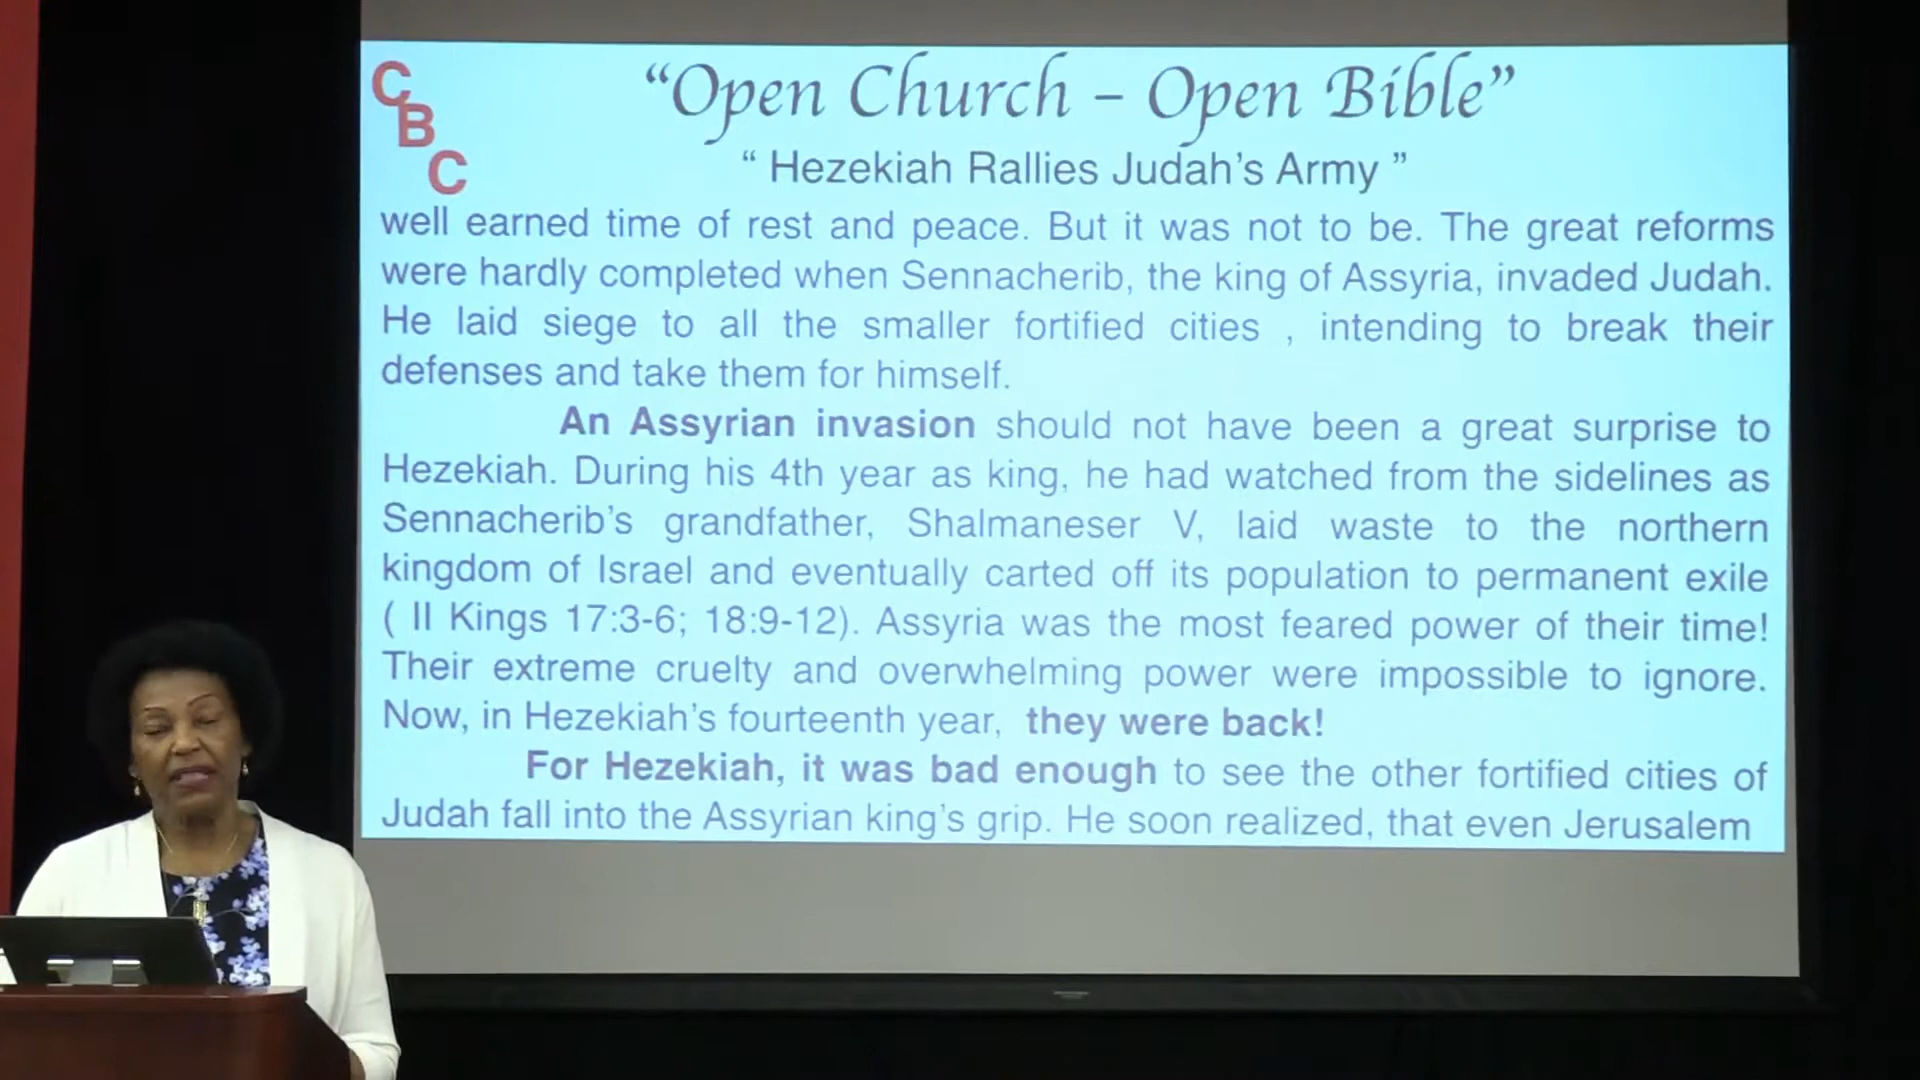 C
B
C
“Open Church – Open Bible”
“ Hezekiah Rallies Judah’s Army ”
well earned time of rest and peace. But it was not to be. The great reforms
were hardly completed when Sennacherib, the king of Assyria, invaded Judah.
He laid siege to all the smaller fortified cities , intending to break their
defenses and take them for himself.
An Assyrian invasion should not have been a great surprise to
Hezekiah. During his 4th year as king, he had watched from the sidelines as
Sennacherib’s grandfather, Shalmaneser V, laid waste to the northern
kingdom of Israel and eventually carted off its population to permanent exile
( II Kings 17:3-6; 18:9-12). Assyria was the most feared power of their time!
Their extreme cruelty and overwhelming power were impossible to ignore.
Now, in Hezekiah’s fourteenth year, they were back!
For Hezekiah, it was bad enough to see the other fortified cities of
Judah fall into the Assyrian king’s grip. He soon realized, that even Jerusalem